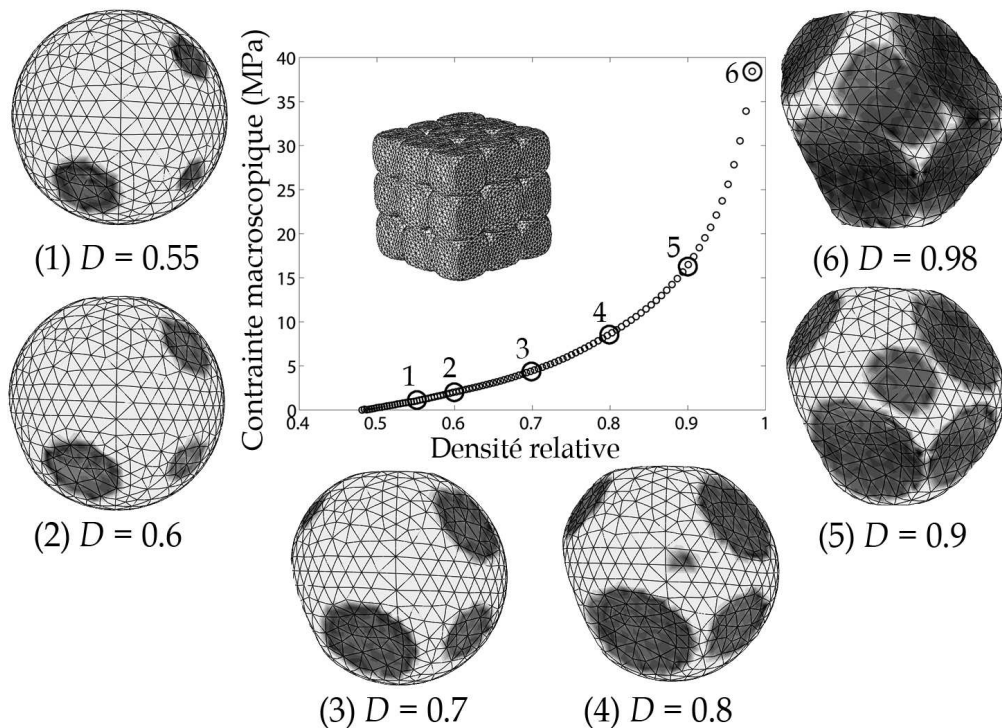 Contrainte macroscopique (MPa)
40
35
30
25
20
15
10
5
0
0.4
0.5
0.6
0.7
0.8
0.9
1
Densité relative
1
2
3
4
5
6
(1) D = 0.55
(2) D = 0.6
(3) D = 0.7
(4) D = 0.8
(5) D = 0.9
(6) D = 0.98